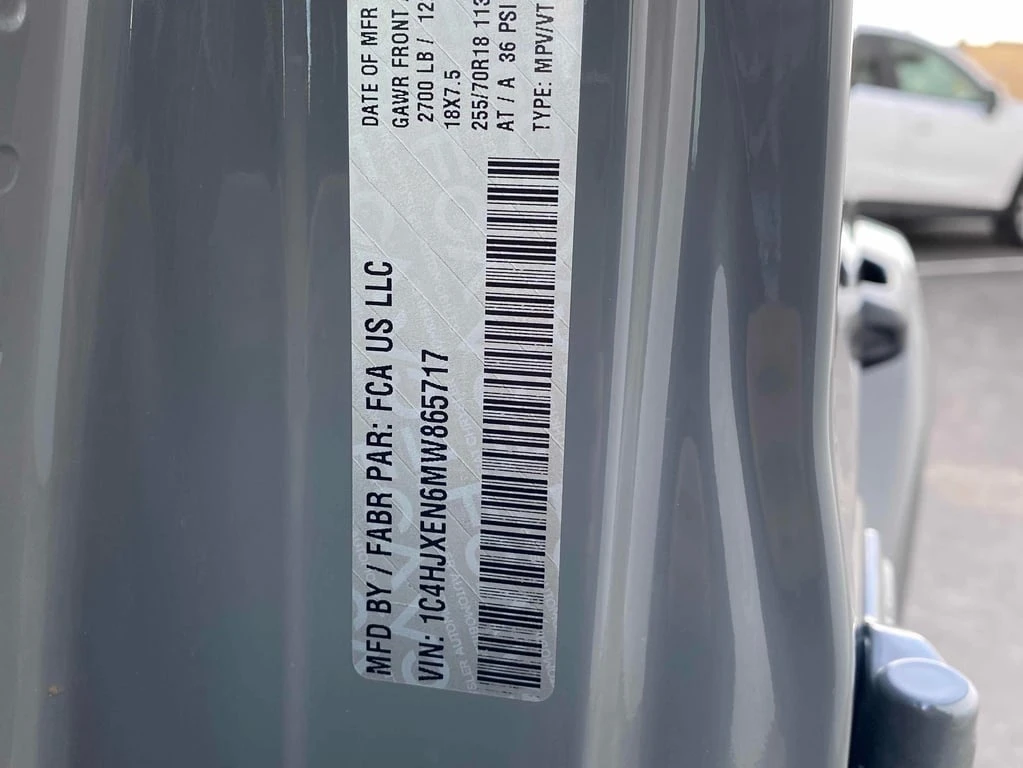 MFD BY / FABR PAR: FCA US LLC
VIN: 1C4HJXEN6MW865717
DATE OF MFR
GAWR FRONT
2700 LB /
18X7.5
255/70R18 113
AT / A 36 PSI
TYPE: MPV/VT